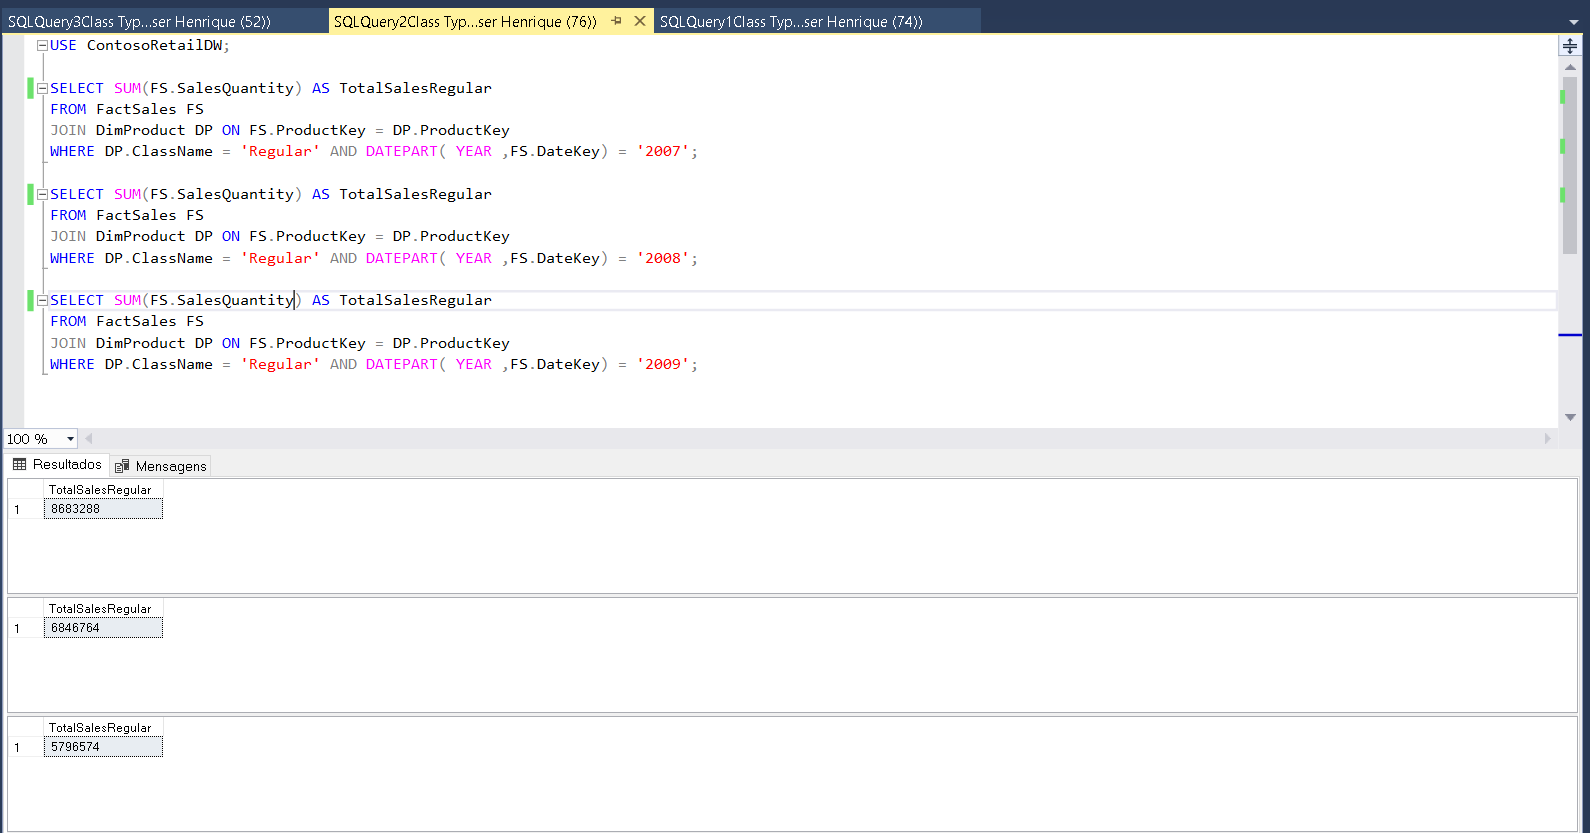 SQLQuery3Class Typ...ser Henrique (52))
SQLQuery2Class Typ...ser Henrique (76))
SQLQuery1Class Typ...ser Henrique (74))
USE ContosoRetailDW;
SELECT SUM(FS.SalesQuantity) AS TotalSalesRegular
FROM FactSales FS
JOIN DimProduct DP ON FS.ProductKey = DP.ProductKey
WHERE DP.ClassName = 'Regular' AND DATEPART( YEAR ,FS.DateKey) = '2007';
SELECT SUM(FS.SalesQuantity) AS TotalSalesRegular
FROM FactSales FS
JOIN DimProduct DP ON FS.ProductKey = DP.ProductKey
WHERE DP.ClassName = 'Regular' AND DATEPART( YEAR ,FS.DateKey) = '2008';
SELECT SUM(FS.SalesQuantity) AS TotalSalesRegular
FROM FactSales FS
JOIN DimProduct DP ON FS.ProductKey = DP.ProductKey
WHERE DP.ClassName = 'Regular' AND DATEPART( YEAR ,FS.DateKey) = '2009';
100 %
Resultados
Mensagens
TotalSalesRegular
1 8683288
TotalSalesRegular
1 6846764
TotalSalesRegular
1 5796574